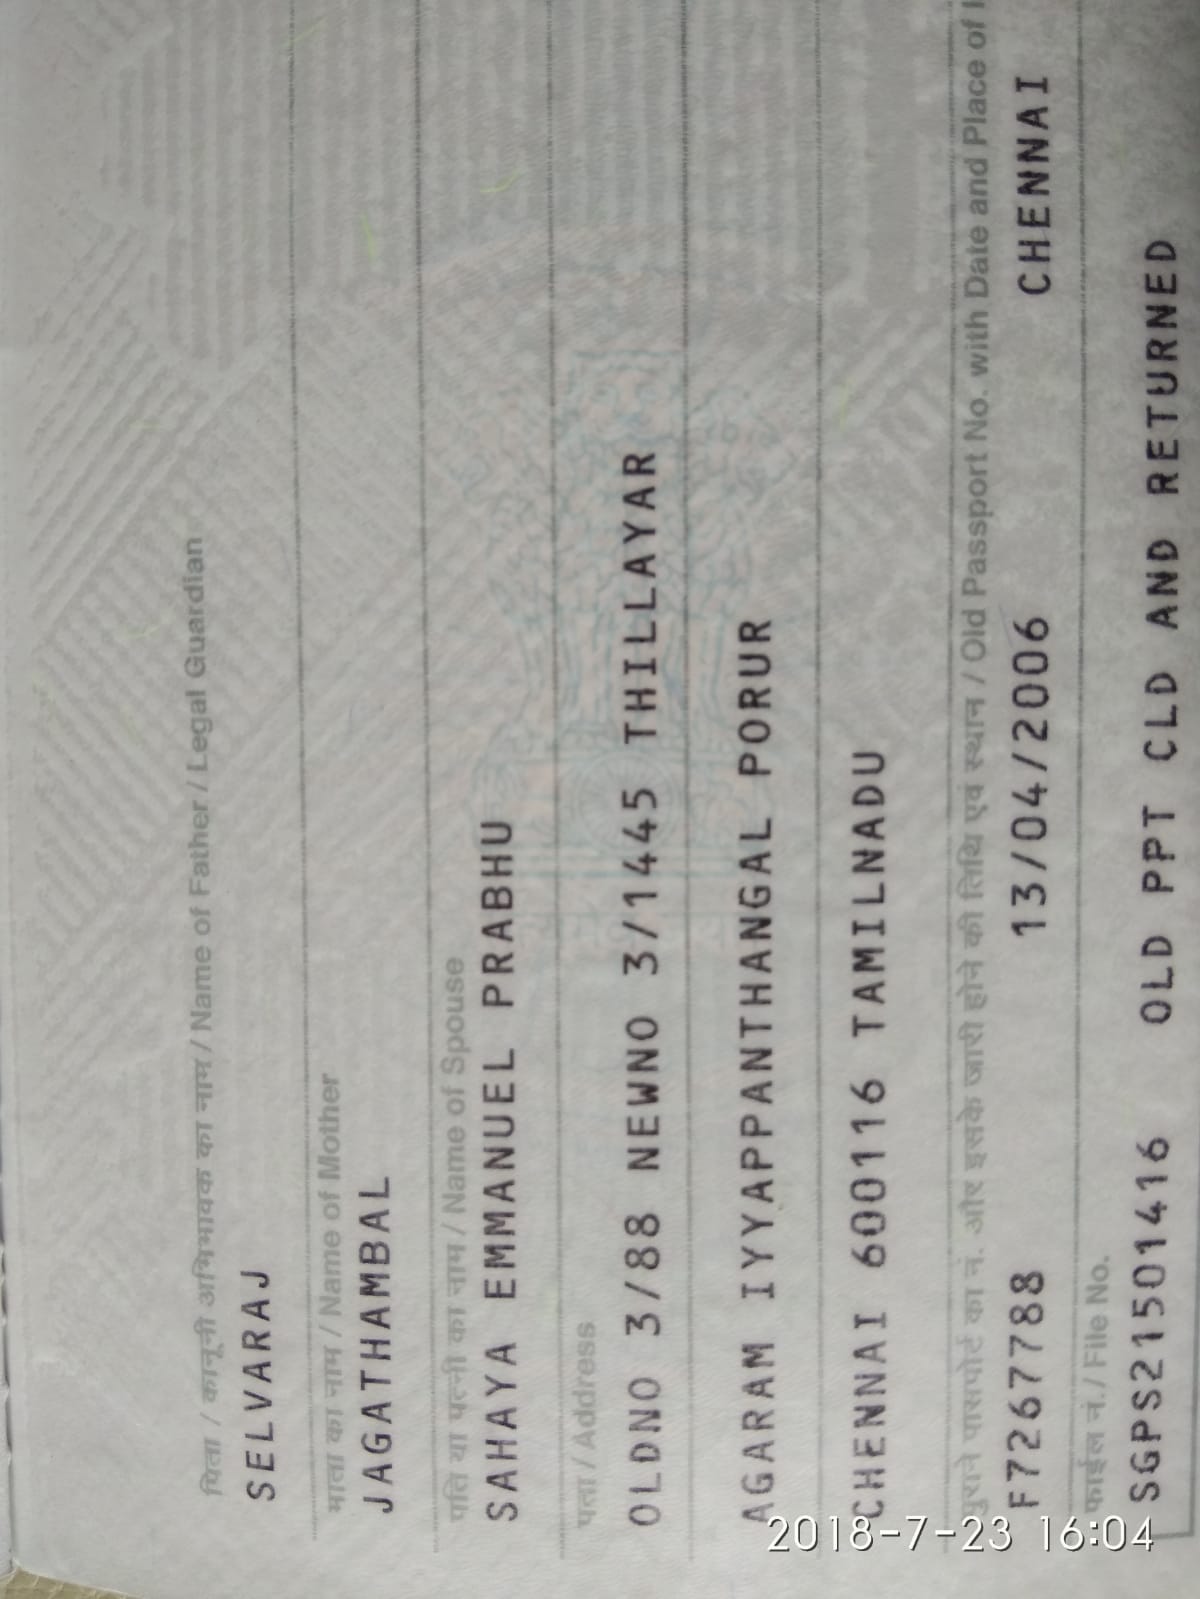 पिता / कानूनी अभिभावक का नाम / Name of Father / Legal Guardian
SELVARAJ
माता का नाम / Name of Mother
JAGATHAMBAL
पति या पत्नी का नाम / Name of Spouse
SAHAYA EMMANUEL PRABHU
पता / Address
OLDNO 3/88 NEWNO 3/1445 THILLAYAR
AGARAM IYYAPPANTHANGAL PORUR
CHENNAI 600116 TAMILNADU
पुराने पासपोर्ट का नं. और इसके जारी होने की तिथि एवं स्थान / Old Passport No. with Date and Place of
F7267788 13/04/2006 CHENNAI
फाईल नं. / File No.
SGPS21501416 OLD PPT CLD AND RETURNED
2018-7-23 16:04